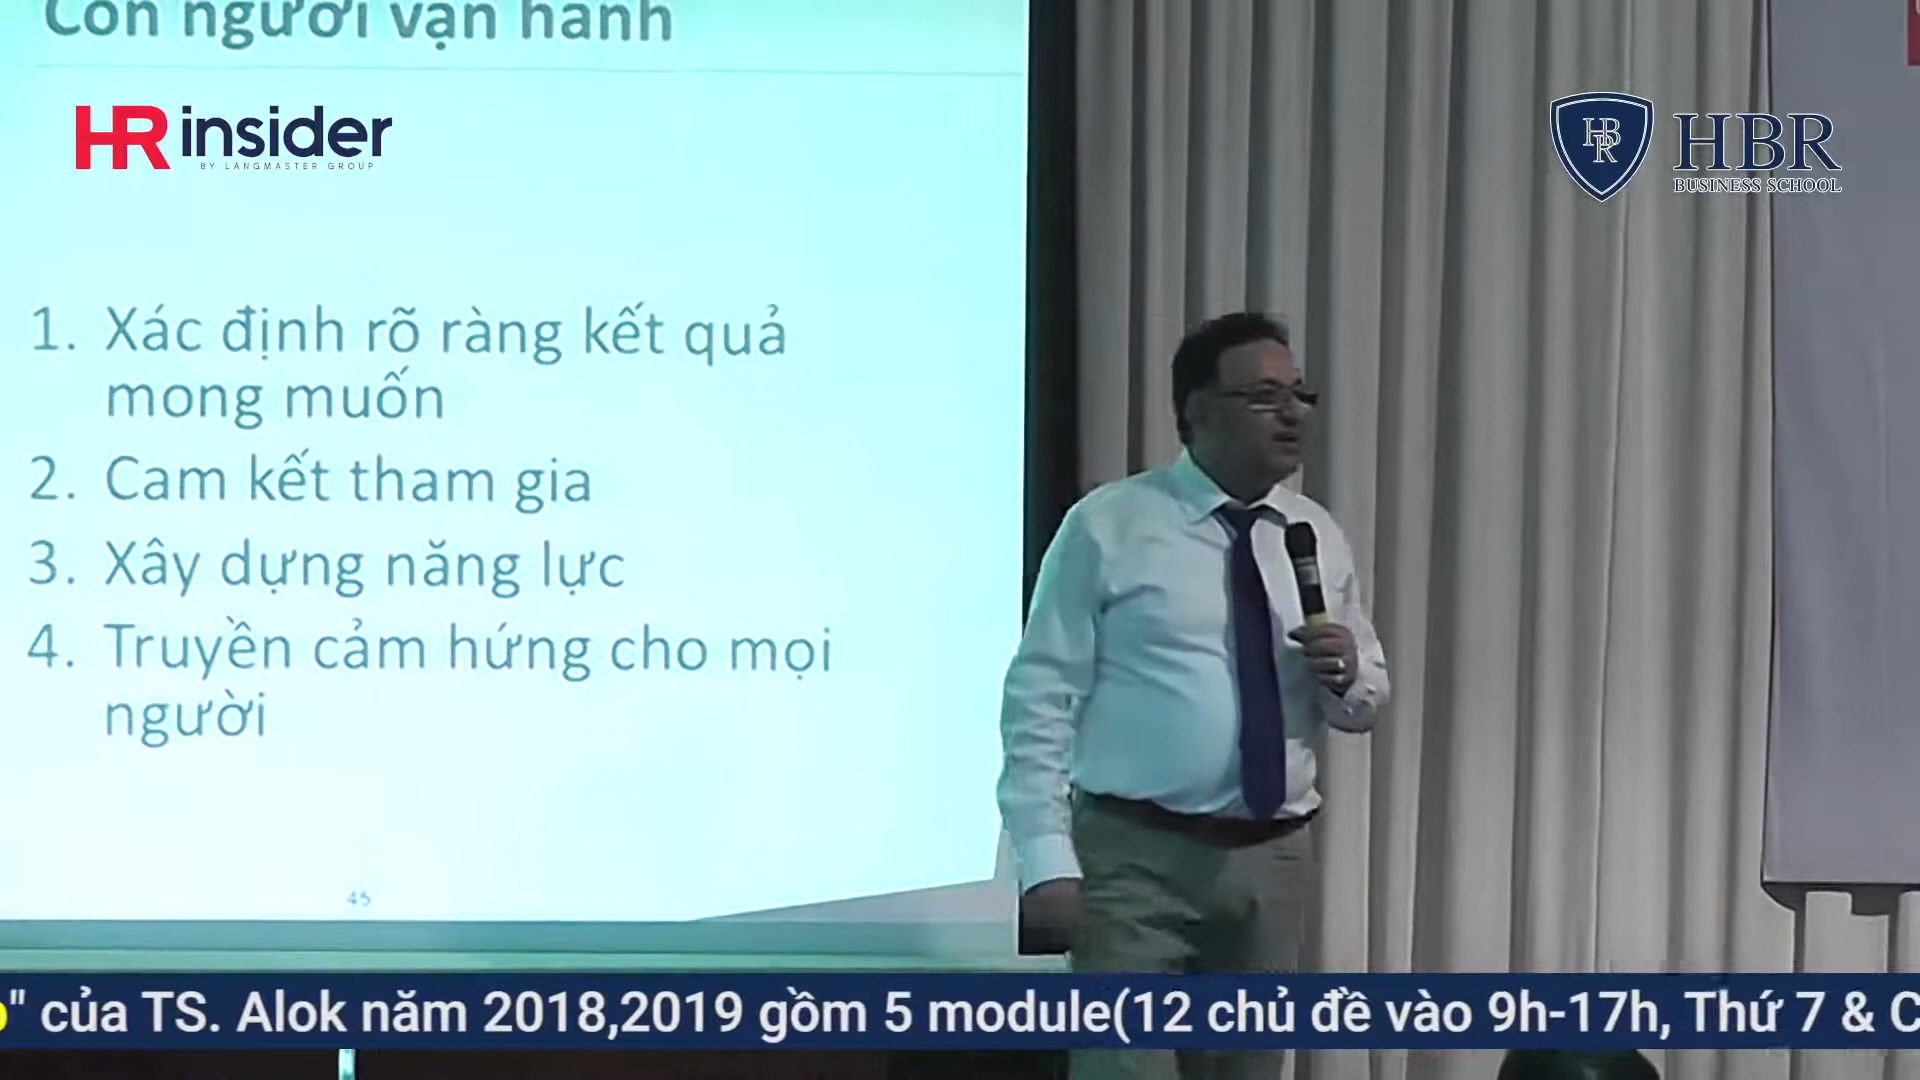 Con người vận hành
HR insider
BY LANGMASTER GROUP
HBR
HBR
BUSINESS SCHOOL
1. Xác định rõ ràng kết quả
mong muốn
2. Cam kết tham gia
3. Xây dựng năng lực
4. Truyền cảm hứng cho mọi
người
45
" của TS. Alok năm 2018,2019 gồm 5 module(12 chủ đề vào 9h-17h, Thứ 7 & C